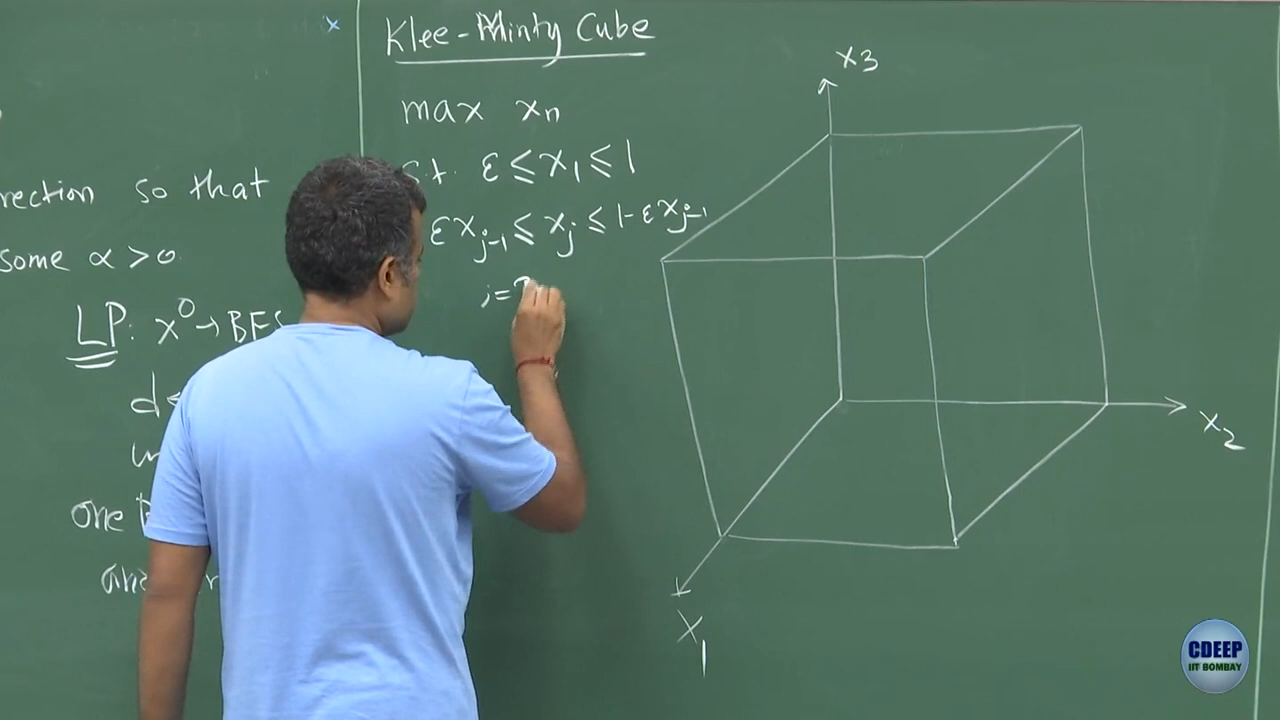 rection so that
some α > 0
LP: x⁰ → BFS
d
one
Klee-Minty Cube
max xₙ
s.t. ε ≤ x₁ ≤ 1
εxⱼ₋₁ ≤ xⱼ ≤ 1-εxⱼ₋₁
j=
x₃
x₂
x₁
CDEEP
IIT BOMBAY